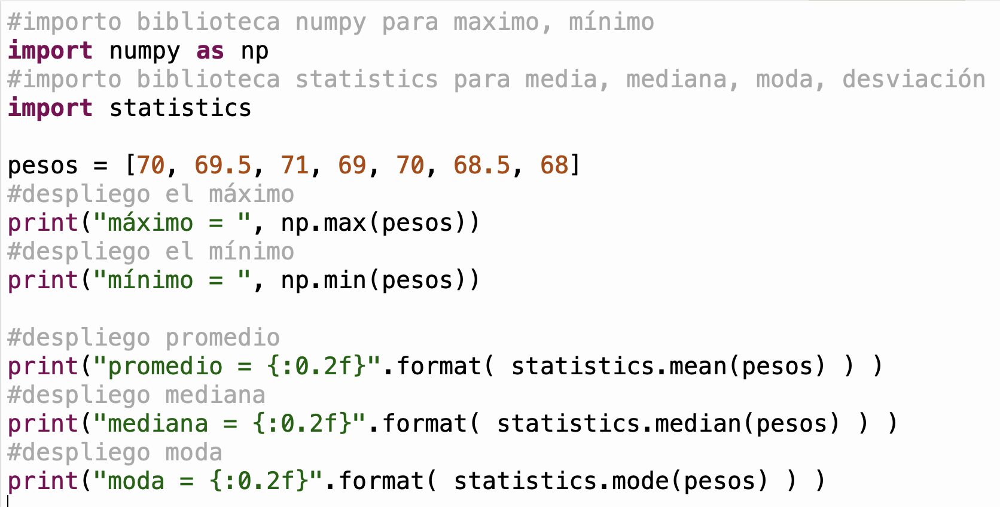 #importo biblioteca numpy para maximo, mínimo
import numpy as np
#importo biblioteca statistics para media, mediana, moda, desviación
import statistics
pesos = [70, 69.5, 71, 69, 70, 68.5, 68]
#despliego el máximo
print("máximo = ", np.max(pesos))
#despliego el mínimo
print("mínimo = ", np.min(pesos))
#despliego promedio
print("promedio = {:0.2f}".format( statistics.mean(pesos) ) )
#despliego mediana
print("mediana = {:0.2f}".format( statistics.median(pesos) ) )
#despliego moda
print("moda = {:0.2f}".format( statistics.mode(pesos) ) )